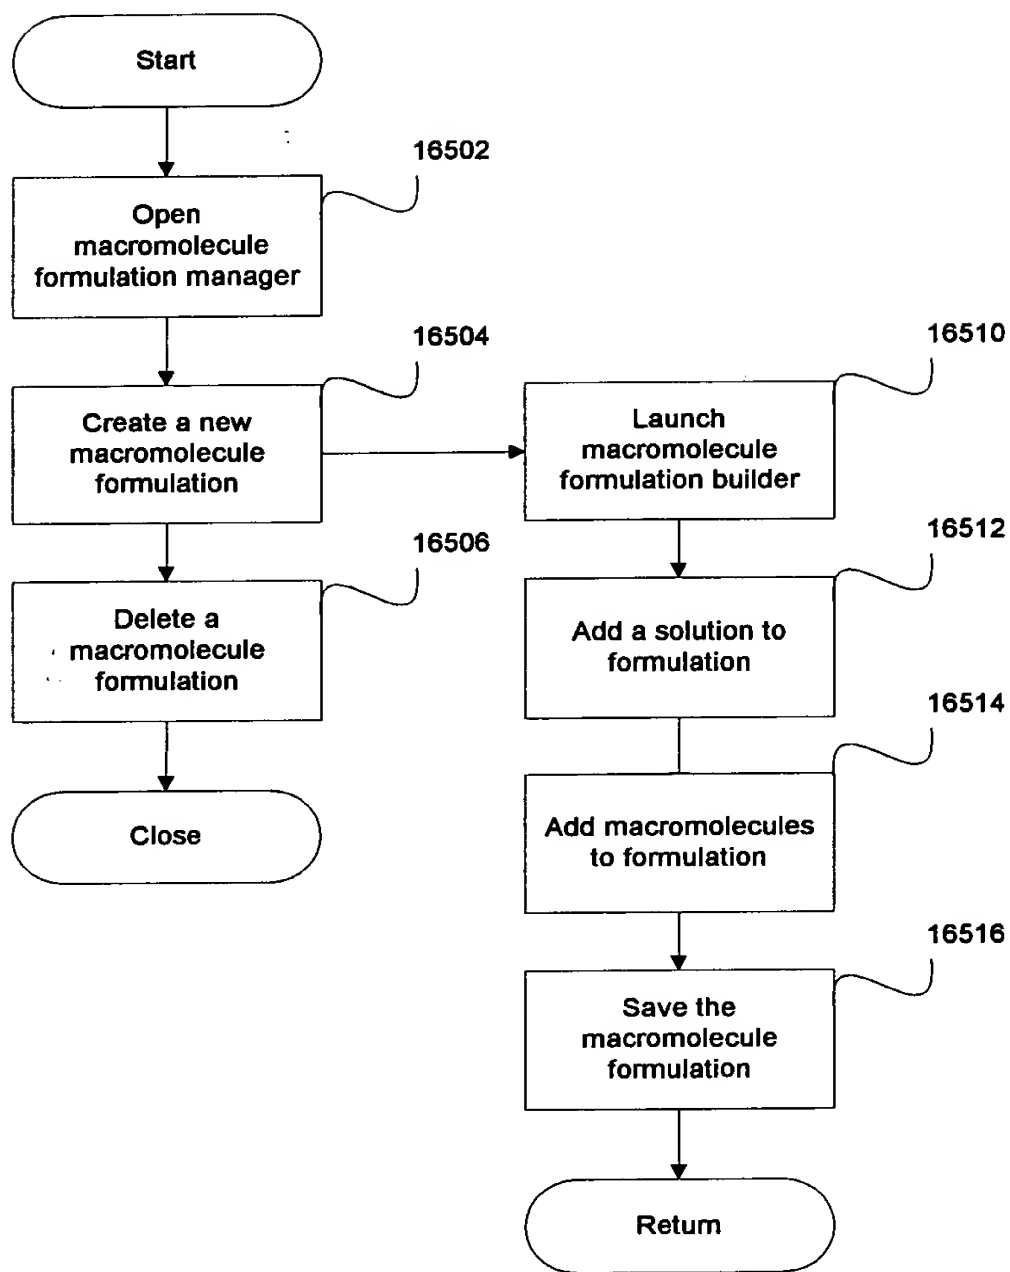 Start
16502
Open
macromolecule
formulation manager
16504
Create a new
macromolecule
formulation
16506
Delete a
macromolecule
formulation
Close
16510
Launch
macromolecule
formulation builder
16512
Add a solution to
formulation
16514
Add macromolecules
to formulation
16516
Save the
macromolecule
formulation
Return